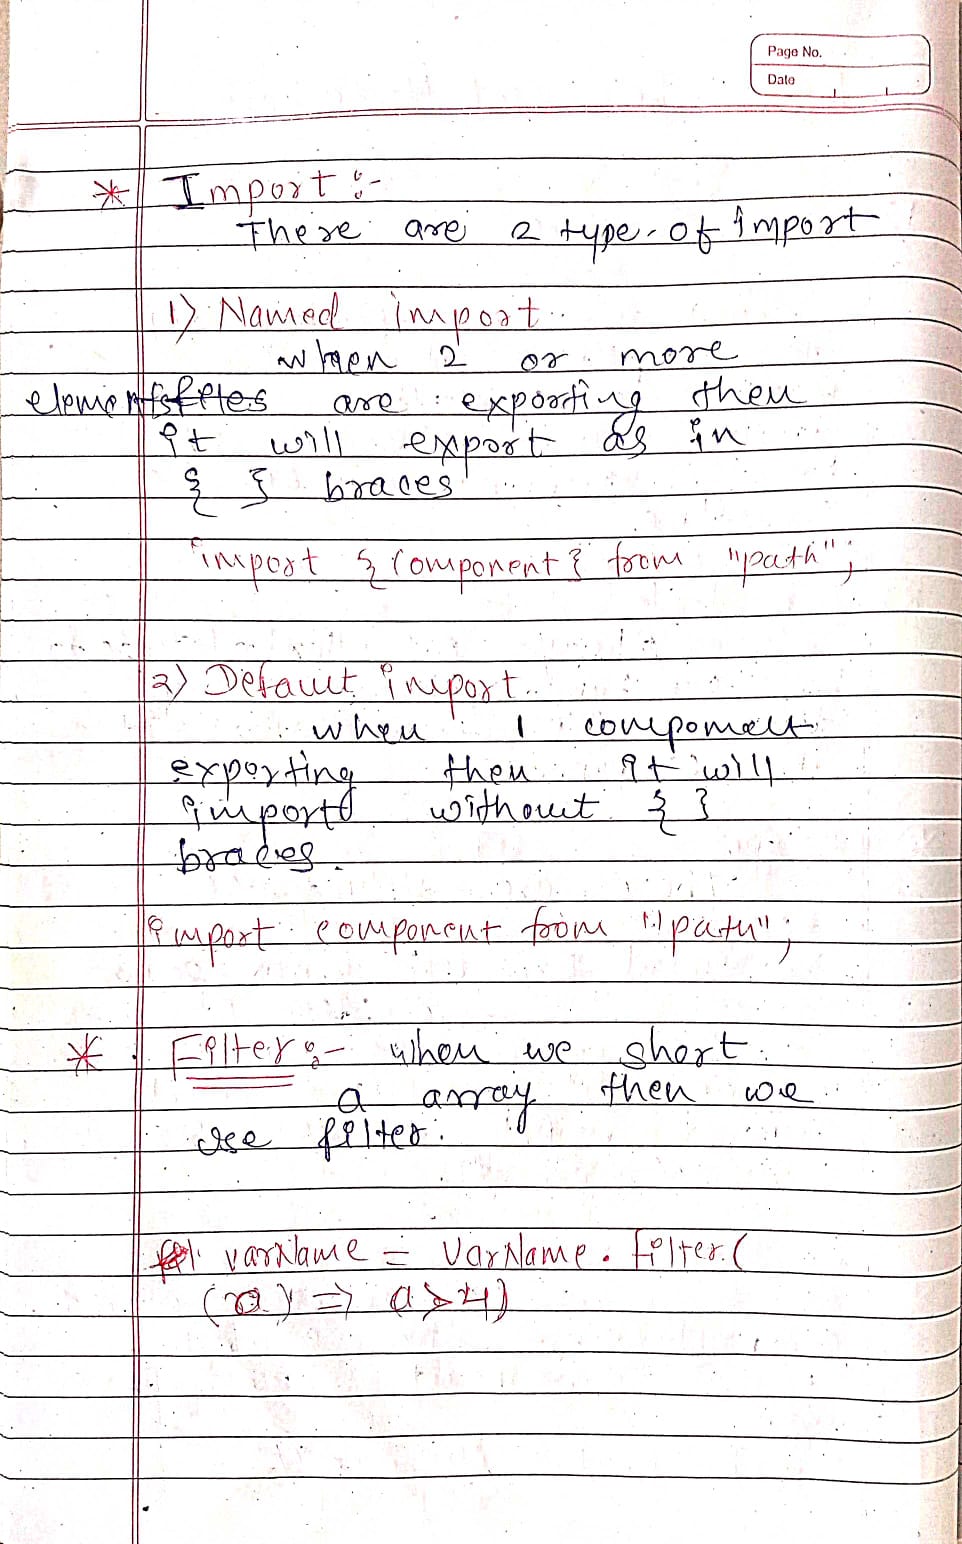 Page No.
Date
* Import :-
There are 2 type of import
1) Named import
when 2 or more
elements are exporting then
it will export as in
{ } braces
import { component } from "path";
2) Default import
when 1 componelt
exporting then it will
import without { }
braces.
import component from "path";
* Filter :- when we short
a array then we
use filter.
varName = VarName.filter(
(a) => a>4)